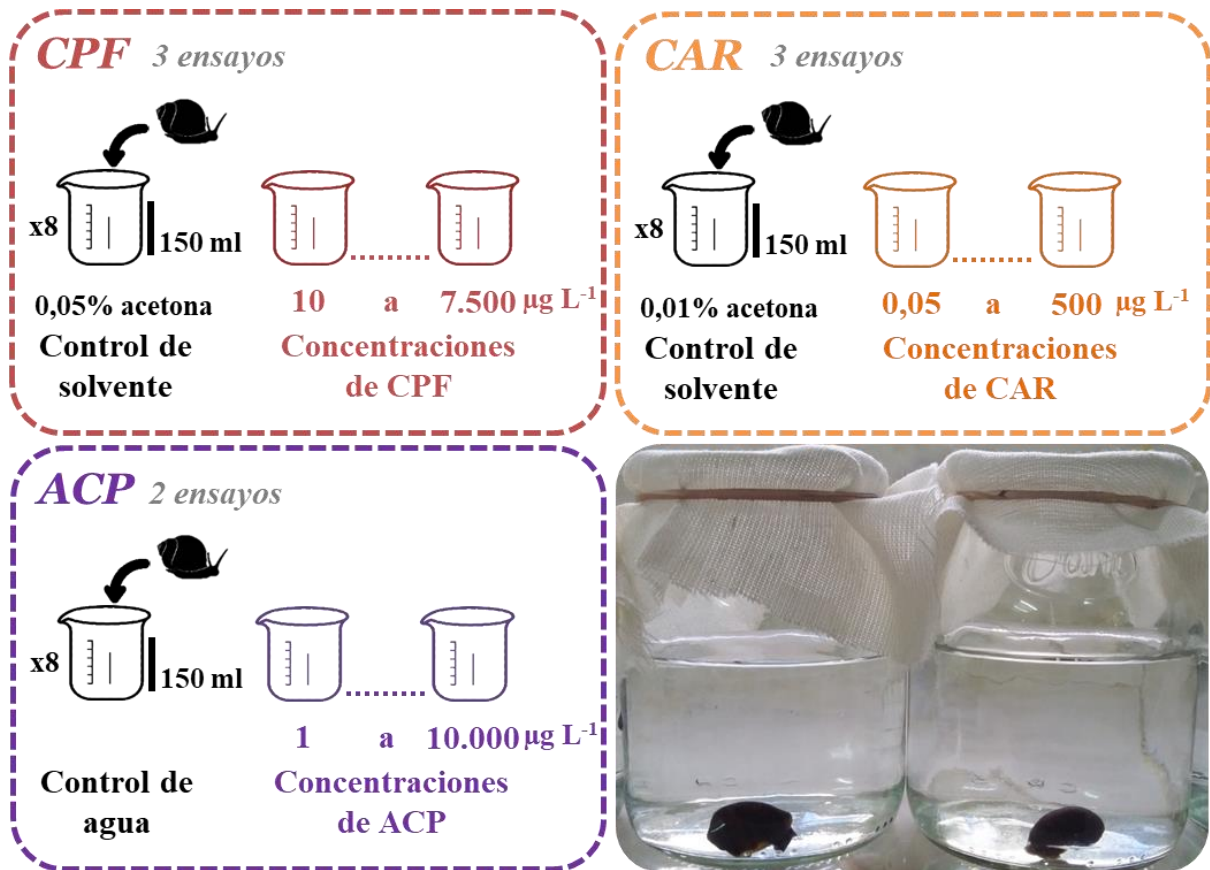 CPF 3 ensayos
x8
150 ml
0,05% acetona
Control de
solvente
10 a 7.500 µg L⁻¹
Concentraciones
de CPF
CAR 3 ensayos
x8
150 ml
0,01% acetona
Control de
solvente
0,05 a 500 µg L⁻¹
Concentraciones
de CAR
ACP 2 ensayos
x8
150 ml
Control de
agua
1 a 10.000 µg L⁻¹
Concentraciones
de ACP